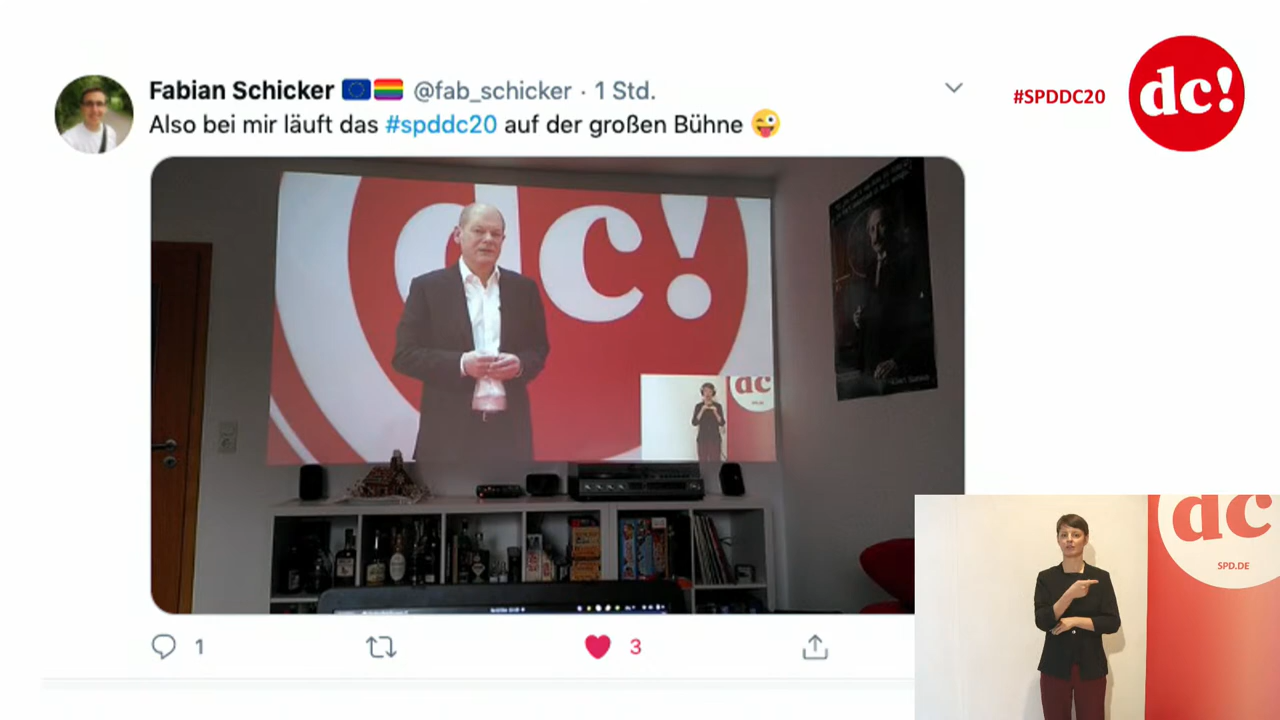 Fabian Schicker 🇪🇺🏳️‍🌈 @fab_schicker · 1 Std.
Also bei mir läuft das #spddc20 auf der großen Bühne 😜
#SPDDC20
dc!
dc!
dc
1
3
dc
SPD.DE